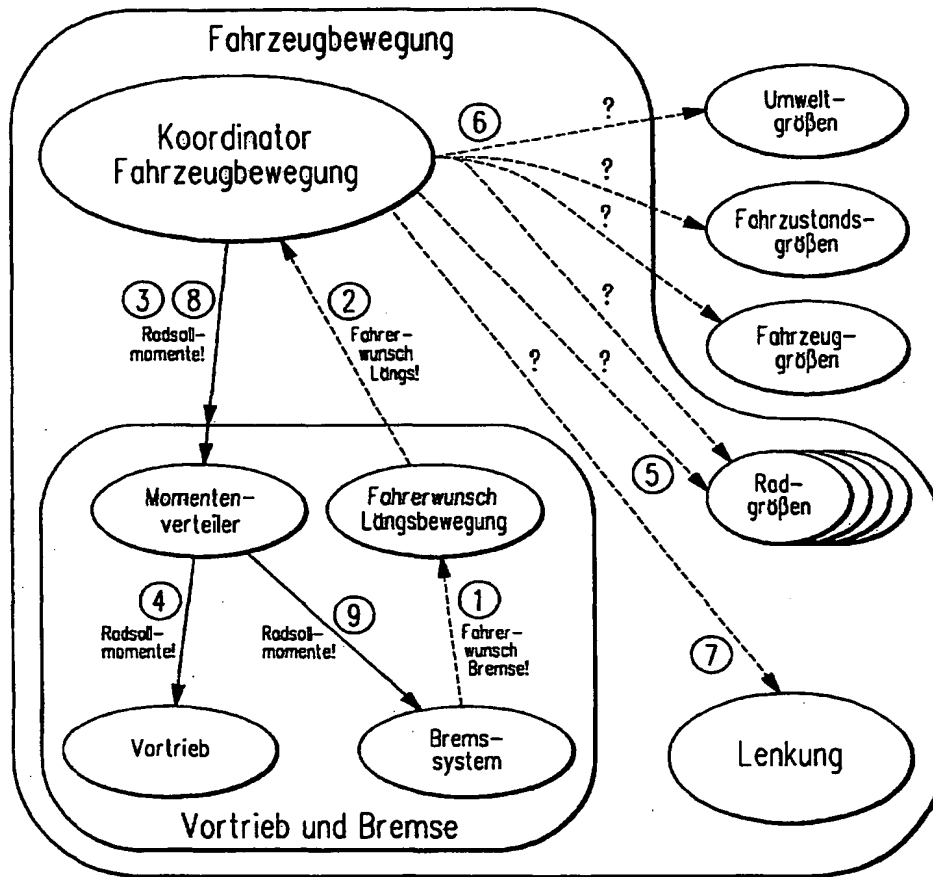 Fahrzeugbewegung
Koordinator
Fahrzeugbewegung
6
?
Umwelt-
größen
?
Fahrzustands-
größen
?
Fahrzeug-
größen
3 8
Radsoll-
momente!
2
Fahrer-
wunsch
Längs!
?
?
?
5
Rad-
größen
Momenten-
verteiler
Fahrerwunsch
Längsbewegung
4
Radsoll-
momente!
Radsoll-
momente!
9
1
Fahrer-
wunsch
Bremse!
7
Vortrieb
Brems-
system
Lenkung
Vortrieb und Bremse